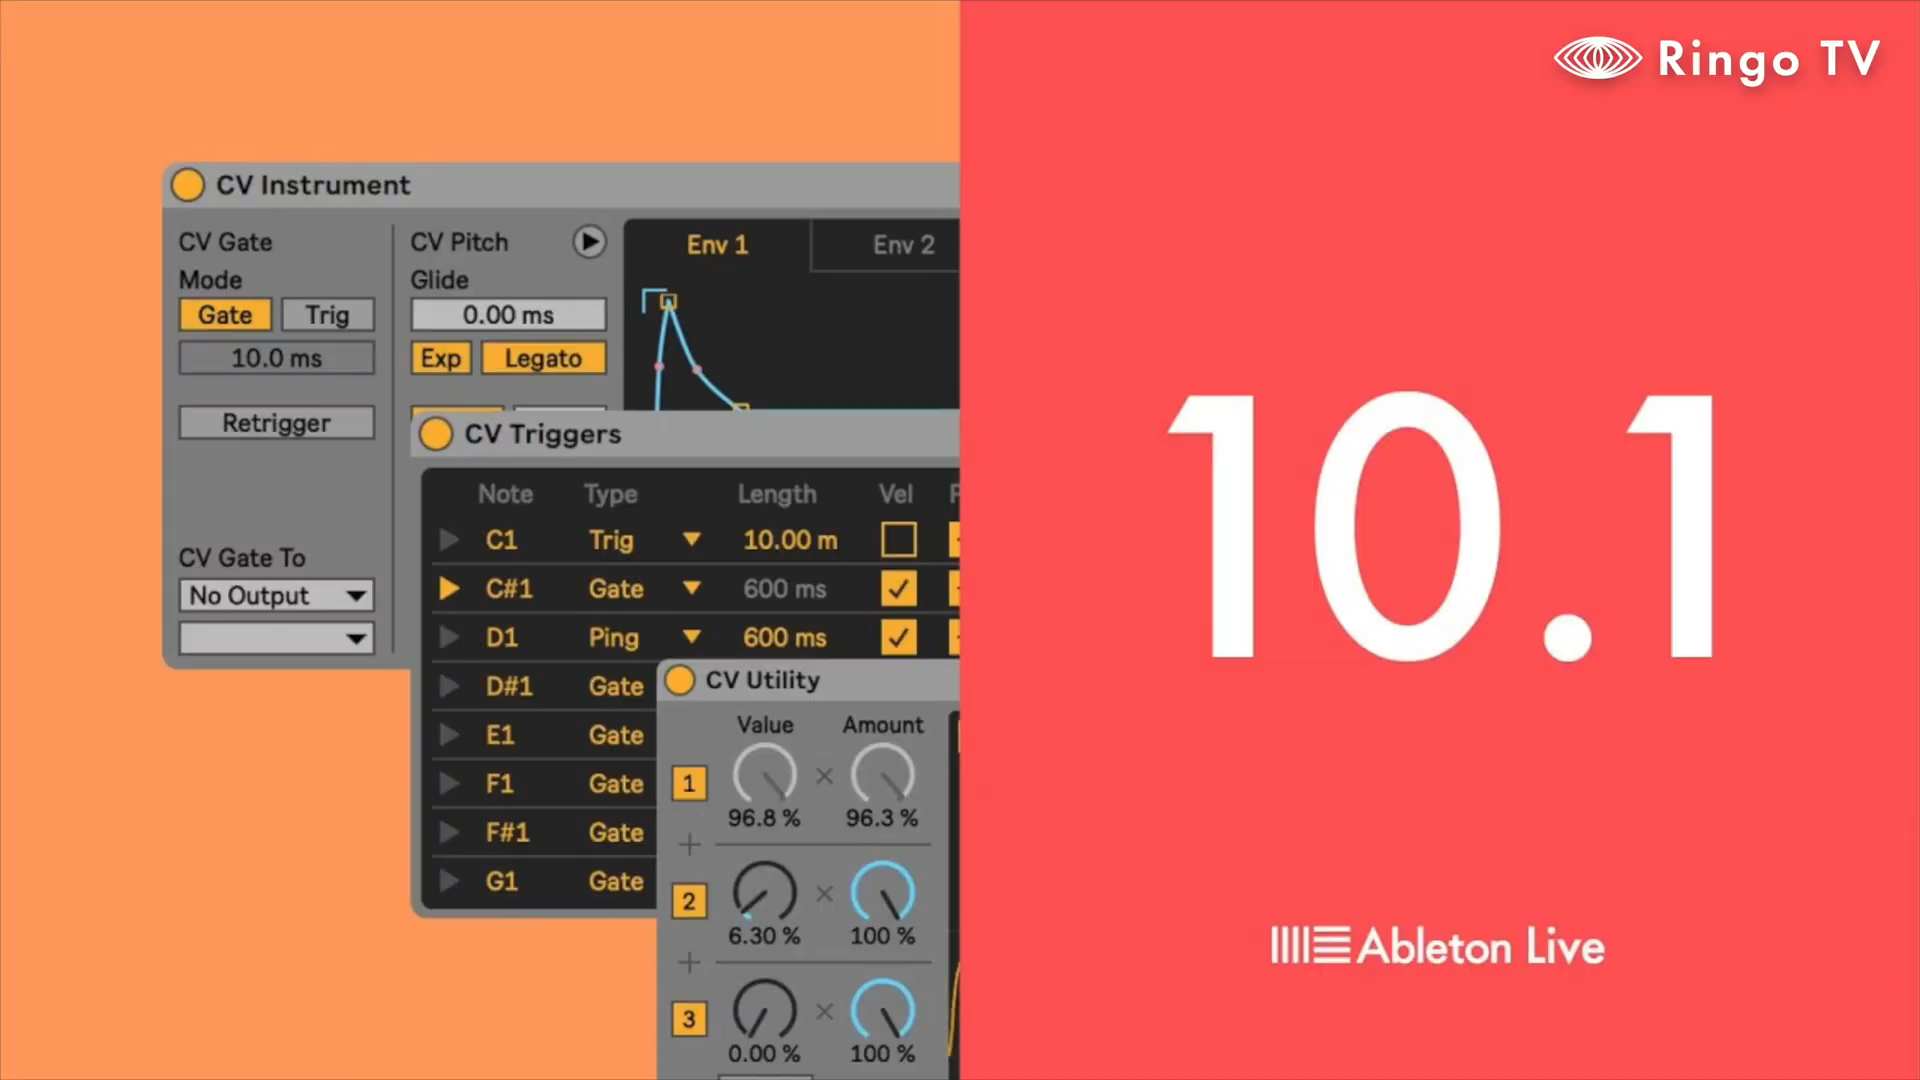 Ringo TV
CV Instrument
CV Gate
Mode
Gate Trig
10.0 ms
Retrigger
CV Gate To
No Output
CV Pitch
Glide
0.00 ms
Exp Legato
Env 1 Env 2
CV Triggers
Note Type Length Vel
C1 Trig 10.00 m
C#1 Gate 600 ms
D1 Ping 600 ms
D#1 Gate
E1 Gate
F1 Gate
F#1 Gate
G1 Gate
CV Utility
Value Amount
1
96.8 % × 96.3 %
+
2
6.30 % × 100 %
+
3
0.00 % × 100 %
10.1
Ableton Live